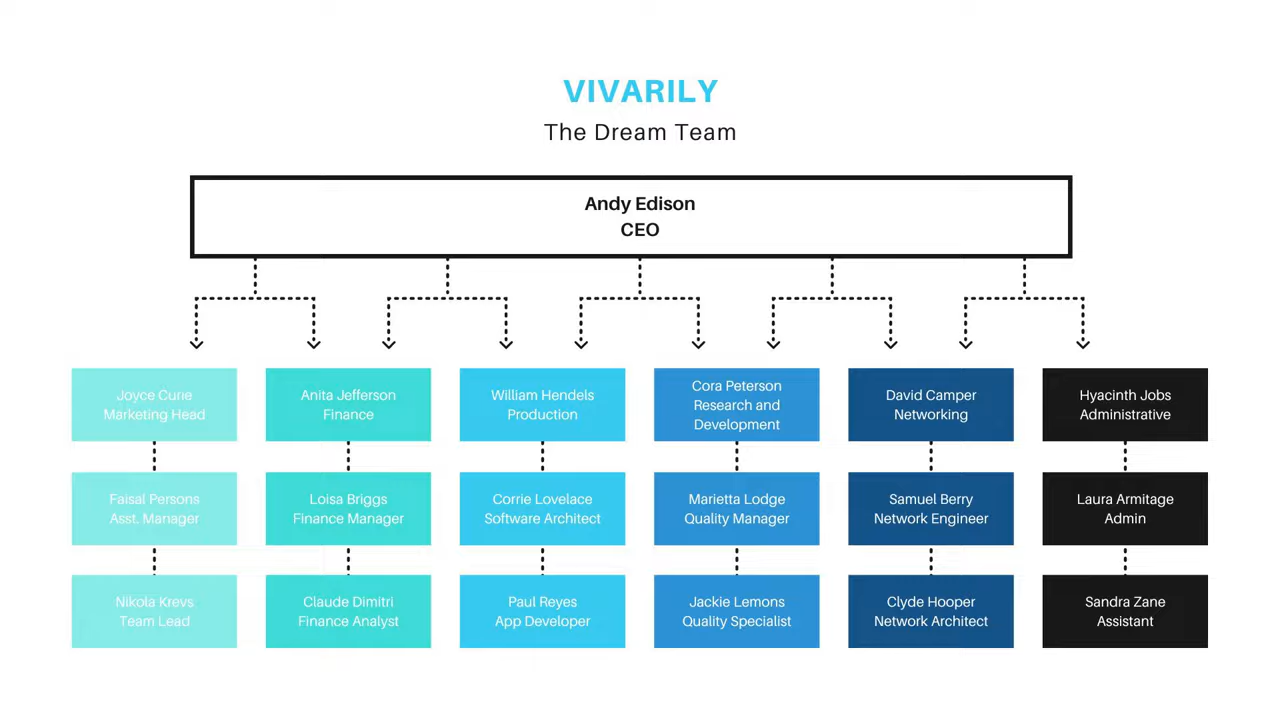 VIVARILY
The Dream Team
Andy Edison
CEO
Joyce Curie
Marketing Head
Anita Jefferson
Finance
William Hendels
Production
Cora Peterson
Research and
Development
David Camper
Networking
Hyacinth Jobs
Administrative
Faisal Persons
Asst. Manager
Loisa Briggs
Finance Manager
Corrie Lovelace
Software Architect
Marietta Lodge
Quality Manager
Samuel Berry
Network Engineer
Laura Armitage
Admin
Nikola Krevs
Team Lead
Claude Dimitri
Finance Analyst
Paul Reyes
App Developer
Jackie Lemons
Quality Specialist
Clyde Hooper
Network Architect
Sandra Zane
Assistant